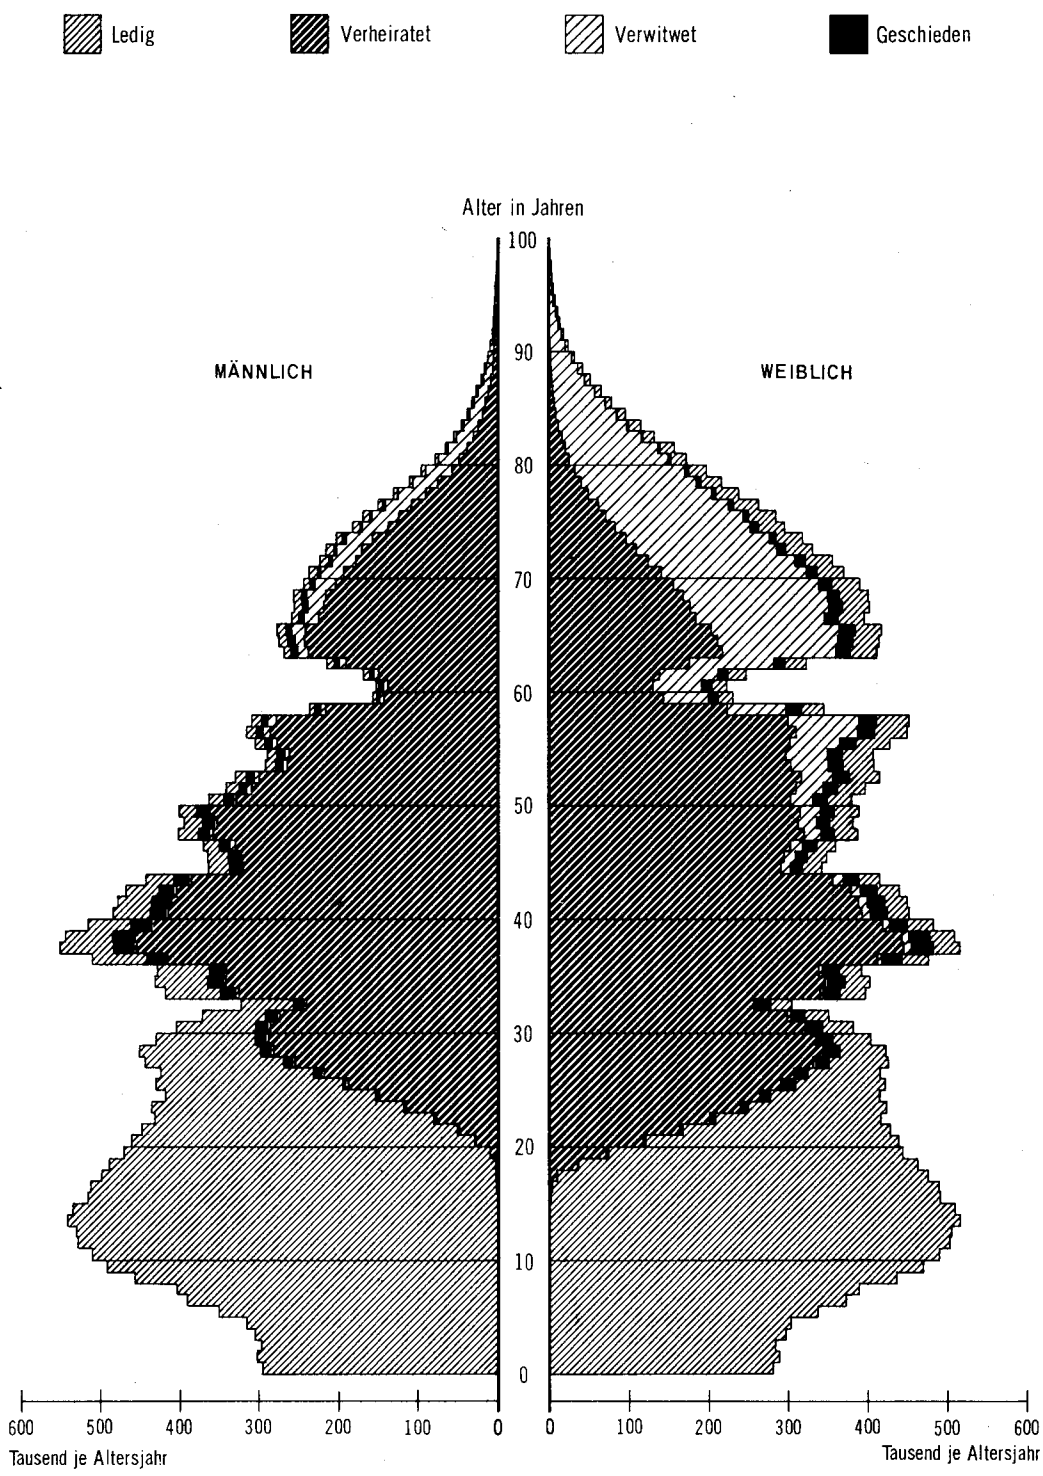 Ledig Verheiratet Verwitwet Geschieden
Alter in Jahren
100
90
MÄNNLICH WEIBLICH
80
70
60
50
40
30
20
10
0
600 500 400 300 200 100 0 0 100 200 300 400 500 600
Tausend je Altersjahr Tausend je Altersjahr